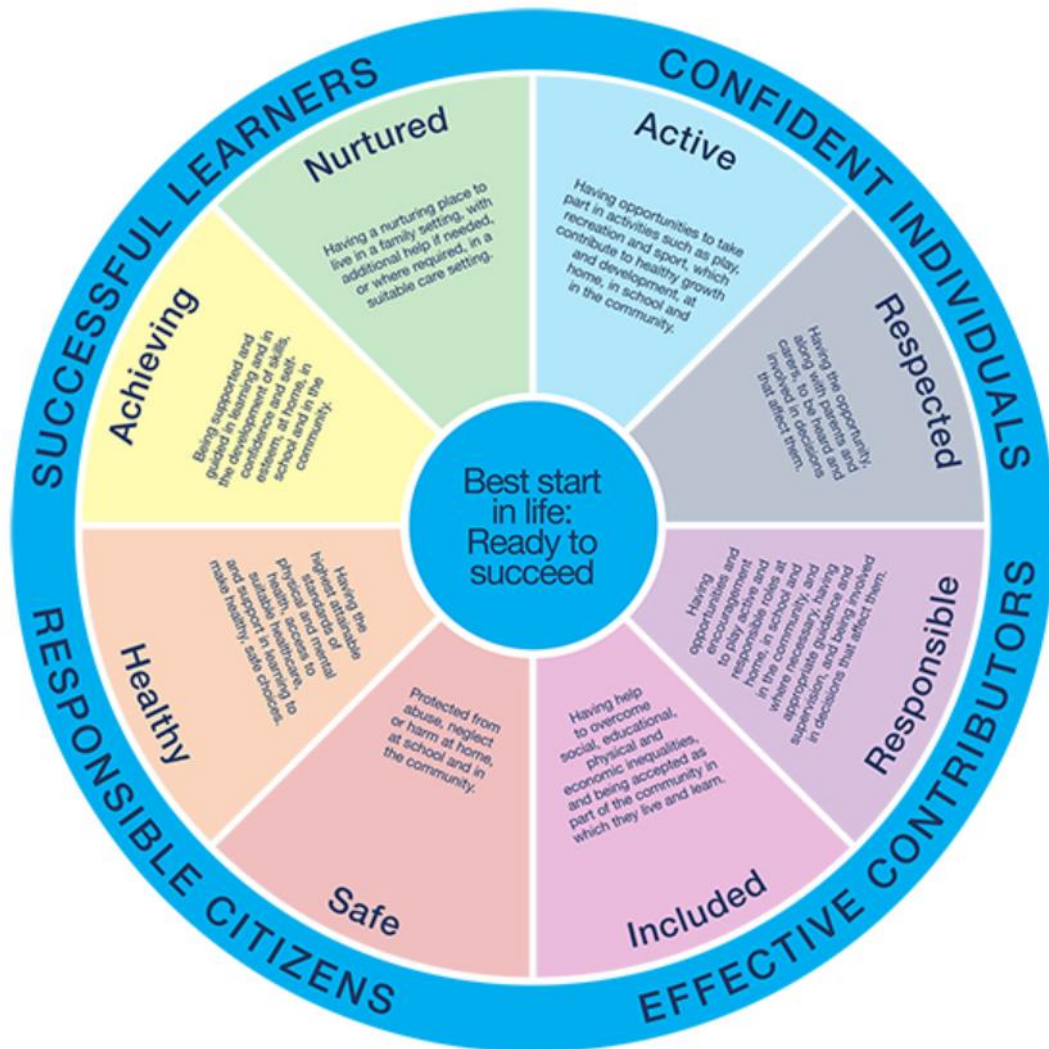 SUCCESSFUL LEARNERS
CONFIDENT INDIVIDUALS
EFFECTIVE CONTRIBUTORS
RESPONSIBLE CITIZENS
Best start
in life:
Ready to
succeed
Nurtured
Having a nurturing place to
live in a family setting, with
additional help if needed,
or where required, in a
suitable care setting.
Active
Having opportunities to take
part in activities such as play,
recreation and sport, which
contribute to healthy growth
and development, at
home, in school and
in the community.
Respected
Having the opportunity,
along with parents and
carers, to be heard and
involved in decisions
that affect them.
Responsible
Having
opportunities and
encouragement
to play active and
responsible roles at
home, in school and
in the community, and
where necessary, having
appropriate guidance and
supervision, and being involved
in decisions that affect them.
Included
Having help
to overcome
social, educational,
physical and
economic inequalities,
and being accepted as
part of the community in
which they live and learn.
Safe
Protected from
abuse, neglect
or harm at home,
at school and in
the community.
Healthy
Having the
highest attainable
standards of
physical and mental
health, access to
suitable healthcare,
and support in learning to
make healthy, safe choices.
Achieving
Being supported and
guided in learning and in
the development of skills,
confidence and self-
esteem, at home, in
school and in the
community.